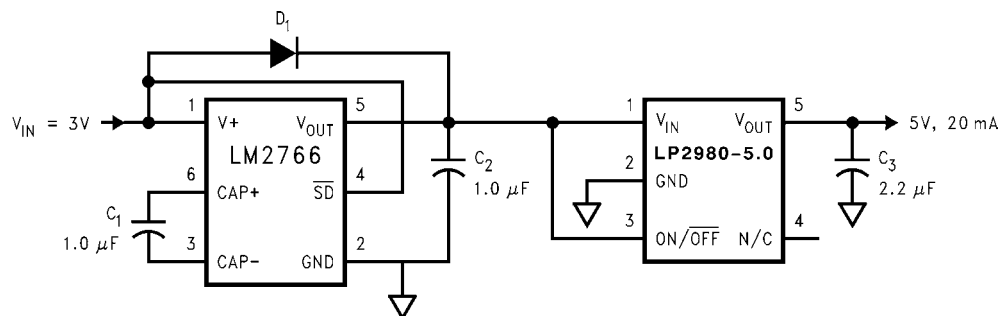 D1
VIN = 3V
1
V+
VOUT
5
LM2766
6
CAP+
SD
4
C1
1.0 μF
3
CAP-
GND
2
C2
1.0 μF
1
VIN
VOUT
5
5V, 20 mA
LP2980-5.0
2
GND
C3
2.2 μF
3
ON/OFF
N/C
4